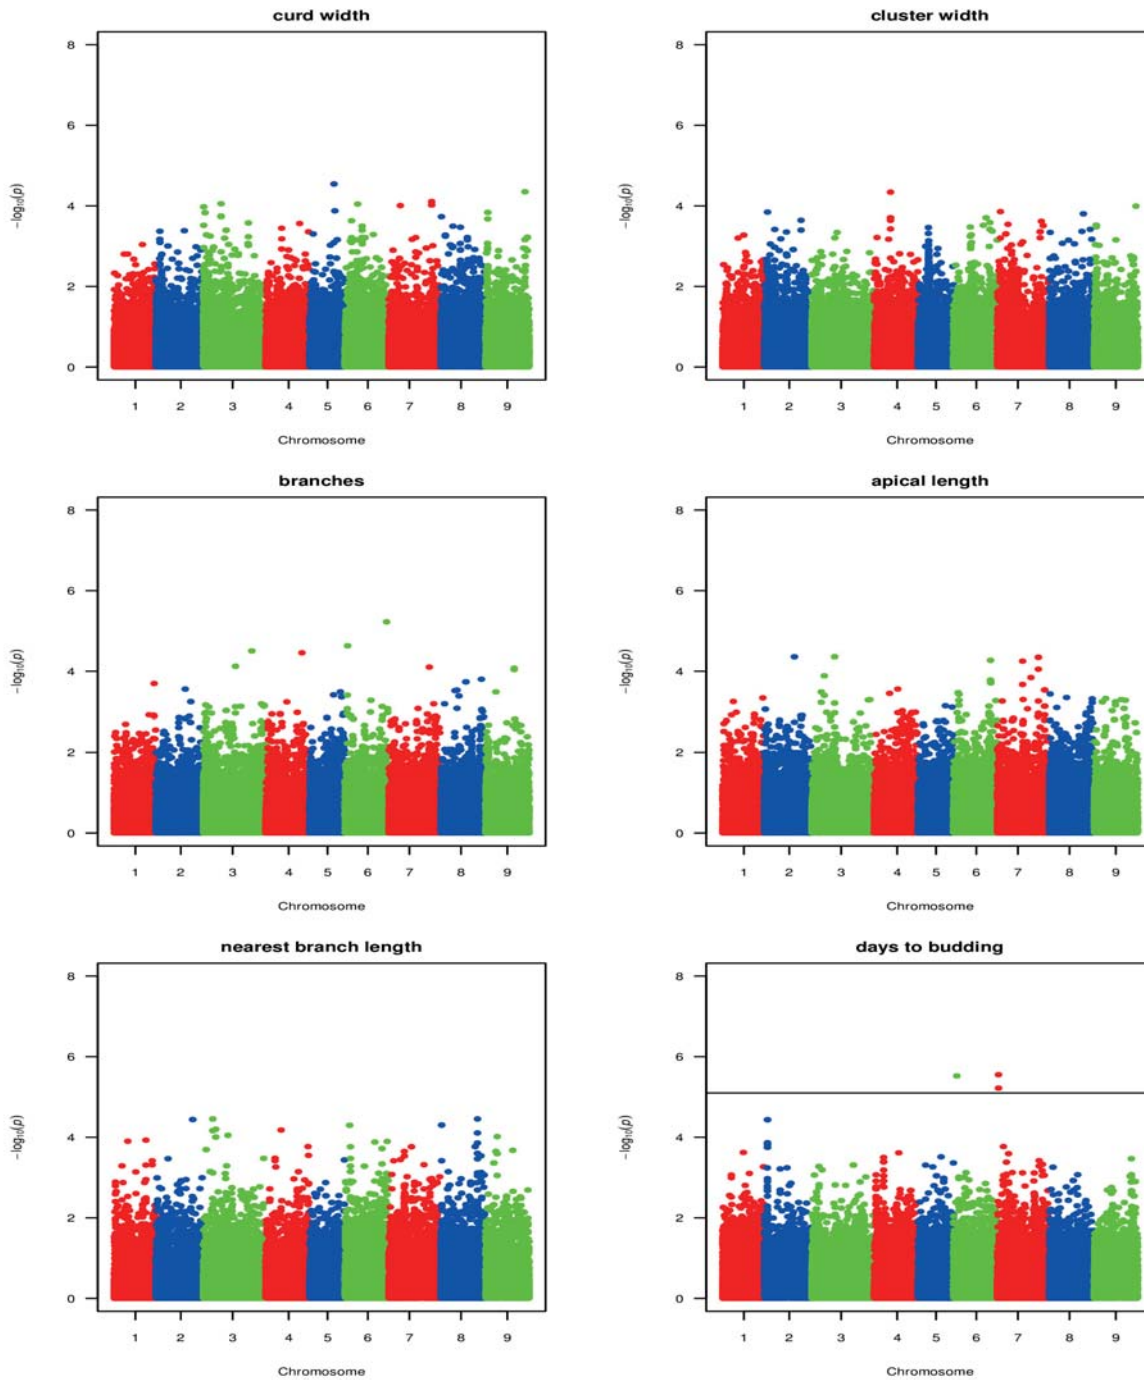 curd width
8
6
4
2
0
-log₁₀(p)
1 2 3 4 5 6 7 8 9
Chromosome
cluster width
8
6
4
2
0
-log₁₀(p)
1 2 3 4 5 6 7 8 9
Chromosome
branches
8
6
4
2
0
-log₁₀(p)
1 2 3 4 5 6 7 8 9
Chromosome
apical length
8
6
4
2
0
-log₁₀(p)
1 2 3 4 5 6 7 8 9
Chromosome
nearest branch length
8
6
4
2
0
-log₁₀(p)
1 2 3 4 5 6 7 8 9
Chromosome
days to budding
8
6
4
2
0
-log₁₀(p)
1 2 3 4 5 6 7 8 9
Chromosome